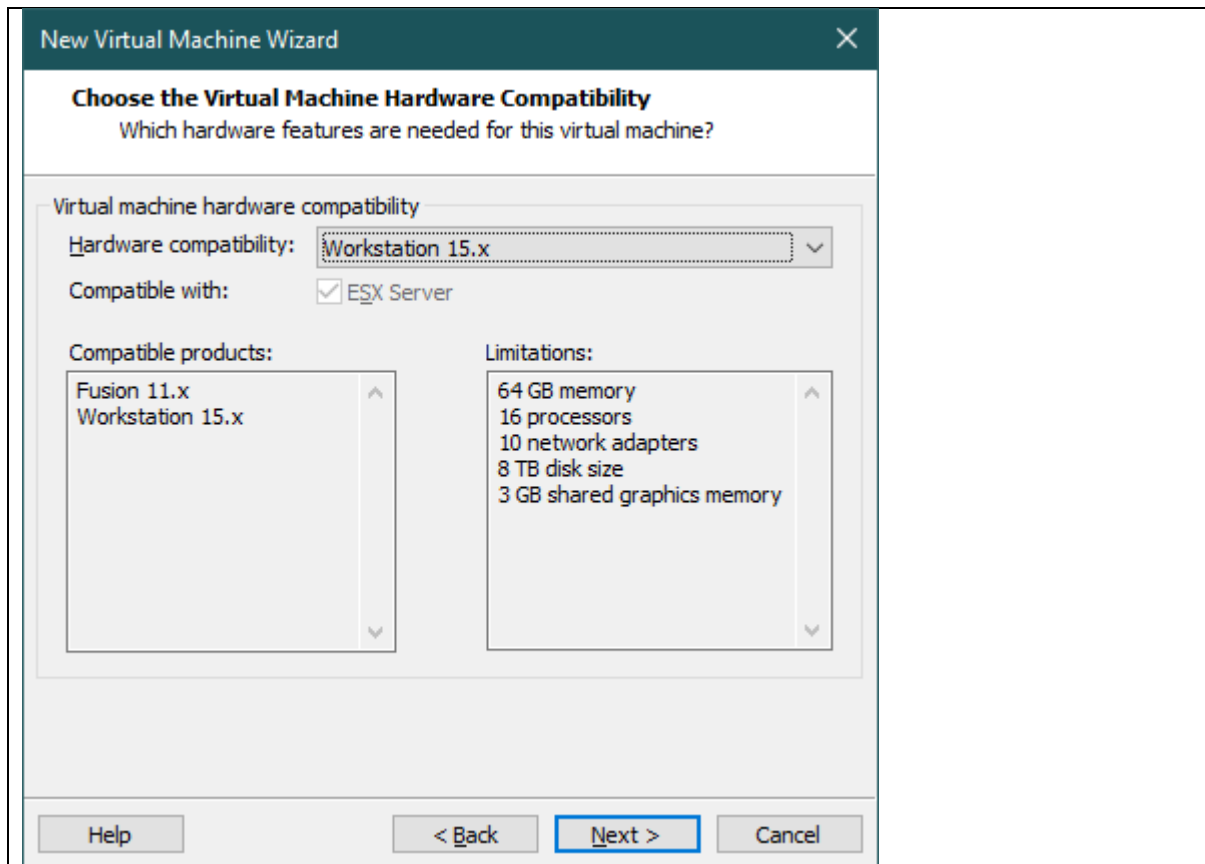 New Virtual Machine Wizard
Choose the Virtual Machine Hardware Compatibility
Which hardware features are needed for this virtual machine?
Virtual machine hardware compatibility
Hardware compatibility: Workstation 15.x
Compatible with: ESX Server
Compatible products:
Fusion 11.x
Workstation 15.x
Limitations:
64 GB memory
16 processors
10 network adapters
8 TB disk size
3 GB shared graphics memory
Help < Back Next > Cancel